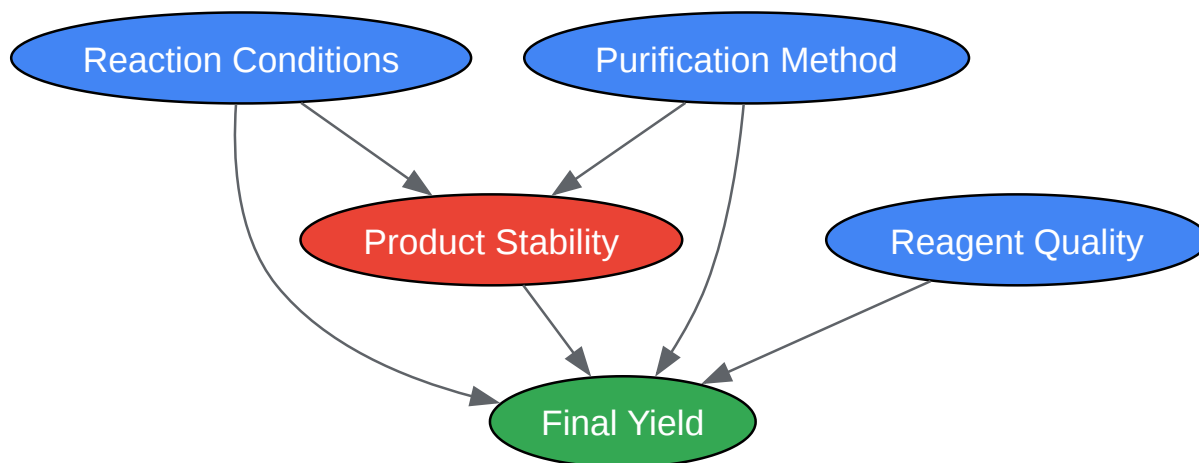 Reaction Conditions
Purification Method
Product Stability
Reagent Quality
Final Yield